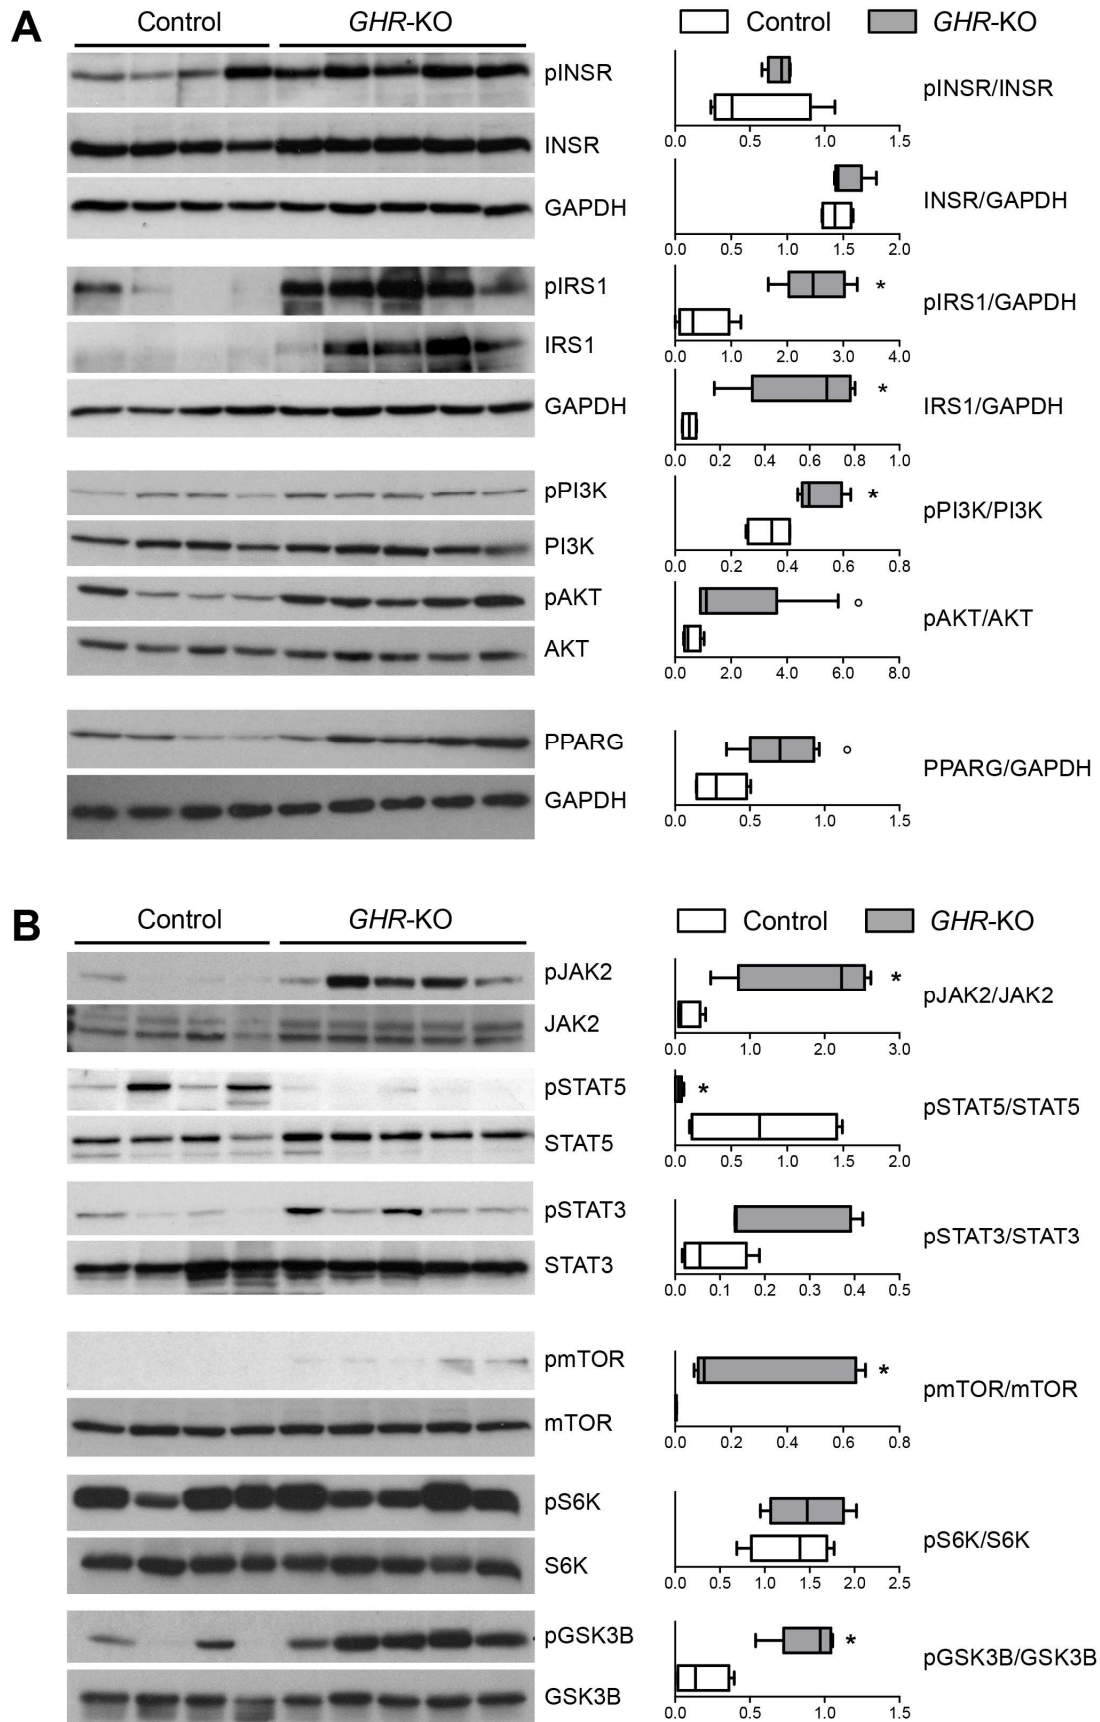 A
Control GHR-KO
Control GHR-KO
pINSR
INSR
GAPDH
pINSR/INSR
0.0 0.5 1.0 1.5
INSR/GAPDH
0.0 0.5 1.0 1.5 2.0
pIRS1
IRS1
GAPDH
* pIRS1/GAPDH
0.0 1.0 2.0 3.0 4.0
* IRS1/GAPDH
0.0 0.2 0.4 0.6 0.8 1.0
pPI3K
PI3K
pAKT
AKT
* pPI3K/PI3K
0.0 0.2 0.4 0.6 0.8
° pAKT/AKT
0.0 2.0 4.0 6.0 8.0
PPARG
GAPDH
° PPARG/GAPDH
0.0 0.5 1.0 1.5
B
Control GHR-KO
Control GHR-KO
pJAK2
JAK2
* pJAK2/JAK2
0.0 1.0 2.0 3.0
pSTAT5
STAT5
* pSTAT5/STAT5
0.0 0.5 1.0 1.5 2.0
pSTAT3
STAT3
pSTAT3/STAT3
0.0 0.1 0.2 0.3 0.4 0.5
pmTOR
mTOR
* pmTOR/mTOR
0.0 0.2 0.4 0.6 0.8
pS6K
S6K
pS6K/S6K
0.0 0.5 1.0 1.5 2.0 2.5
pGSK3B
GSK3B
* pGSK3B/GSK3B
0.0 0.5 1.0 1.5